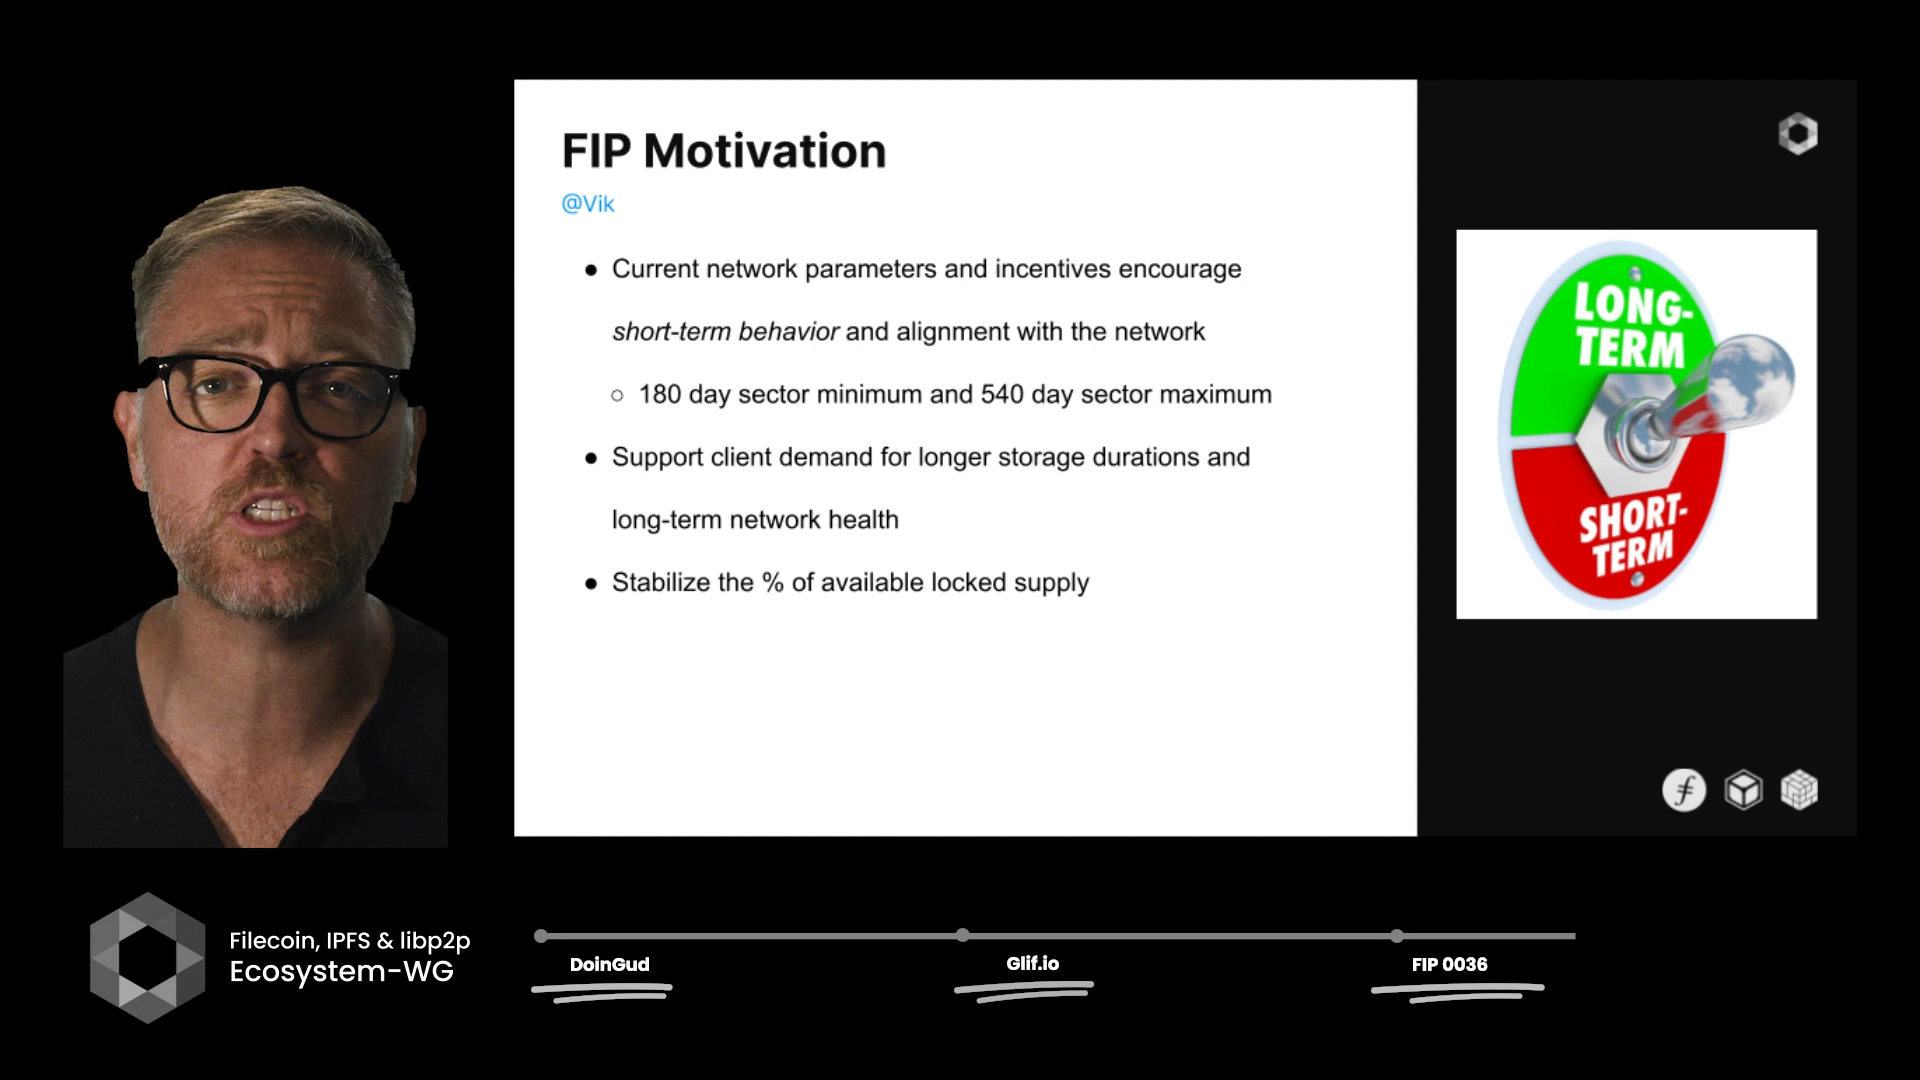 FIP Motivation
@Vik
● Current network parameters and incentives encourage
short-term behavior and alignment with the network
○ 180 day sector minimum and 540 day sector maximum
● Support client demand for longer storage durations and
long-term network health
● Stabilize the % of available locked supply
LONG-
TERM
SHORT-
TERM
Filecoin, IPFS & libp2p
Ecosystem-WG
DoinGud
Glif.io
FIP 0036